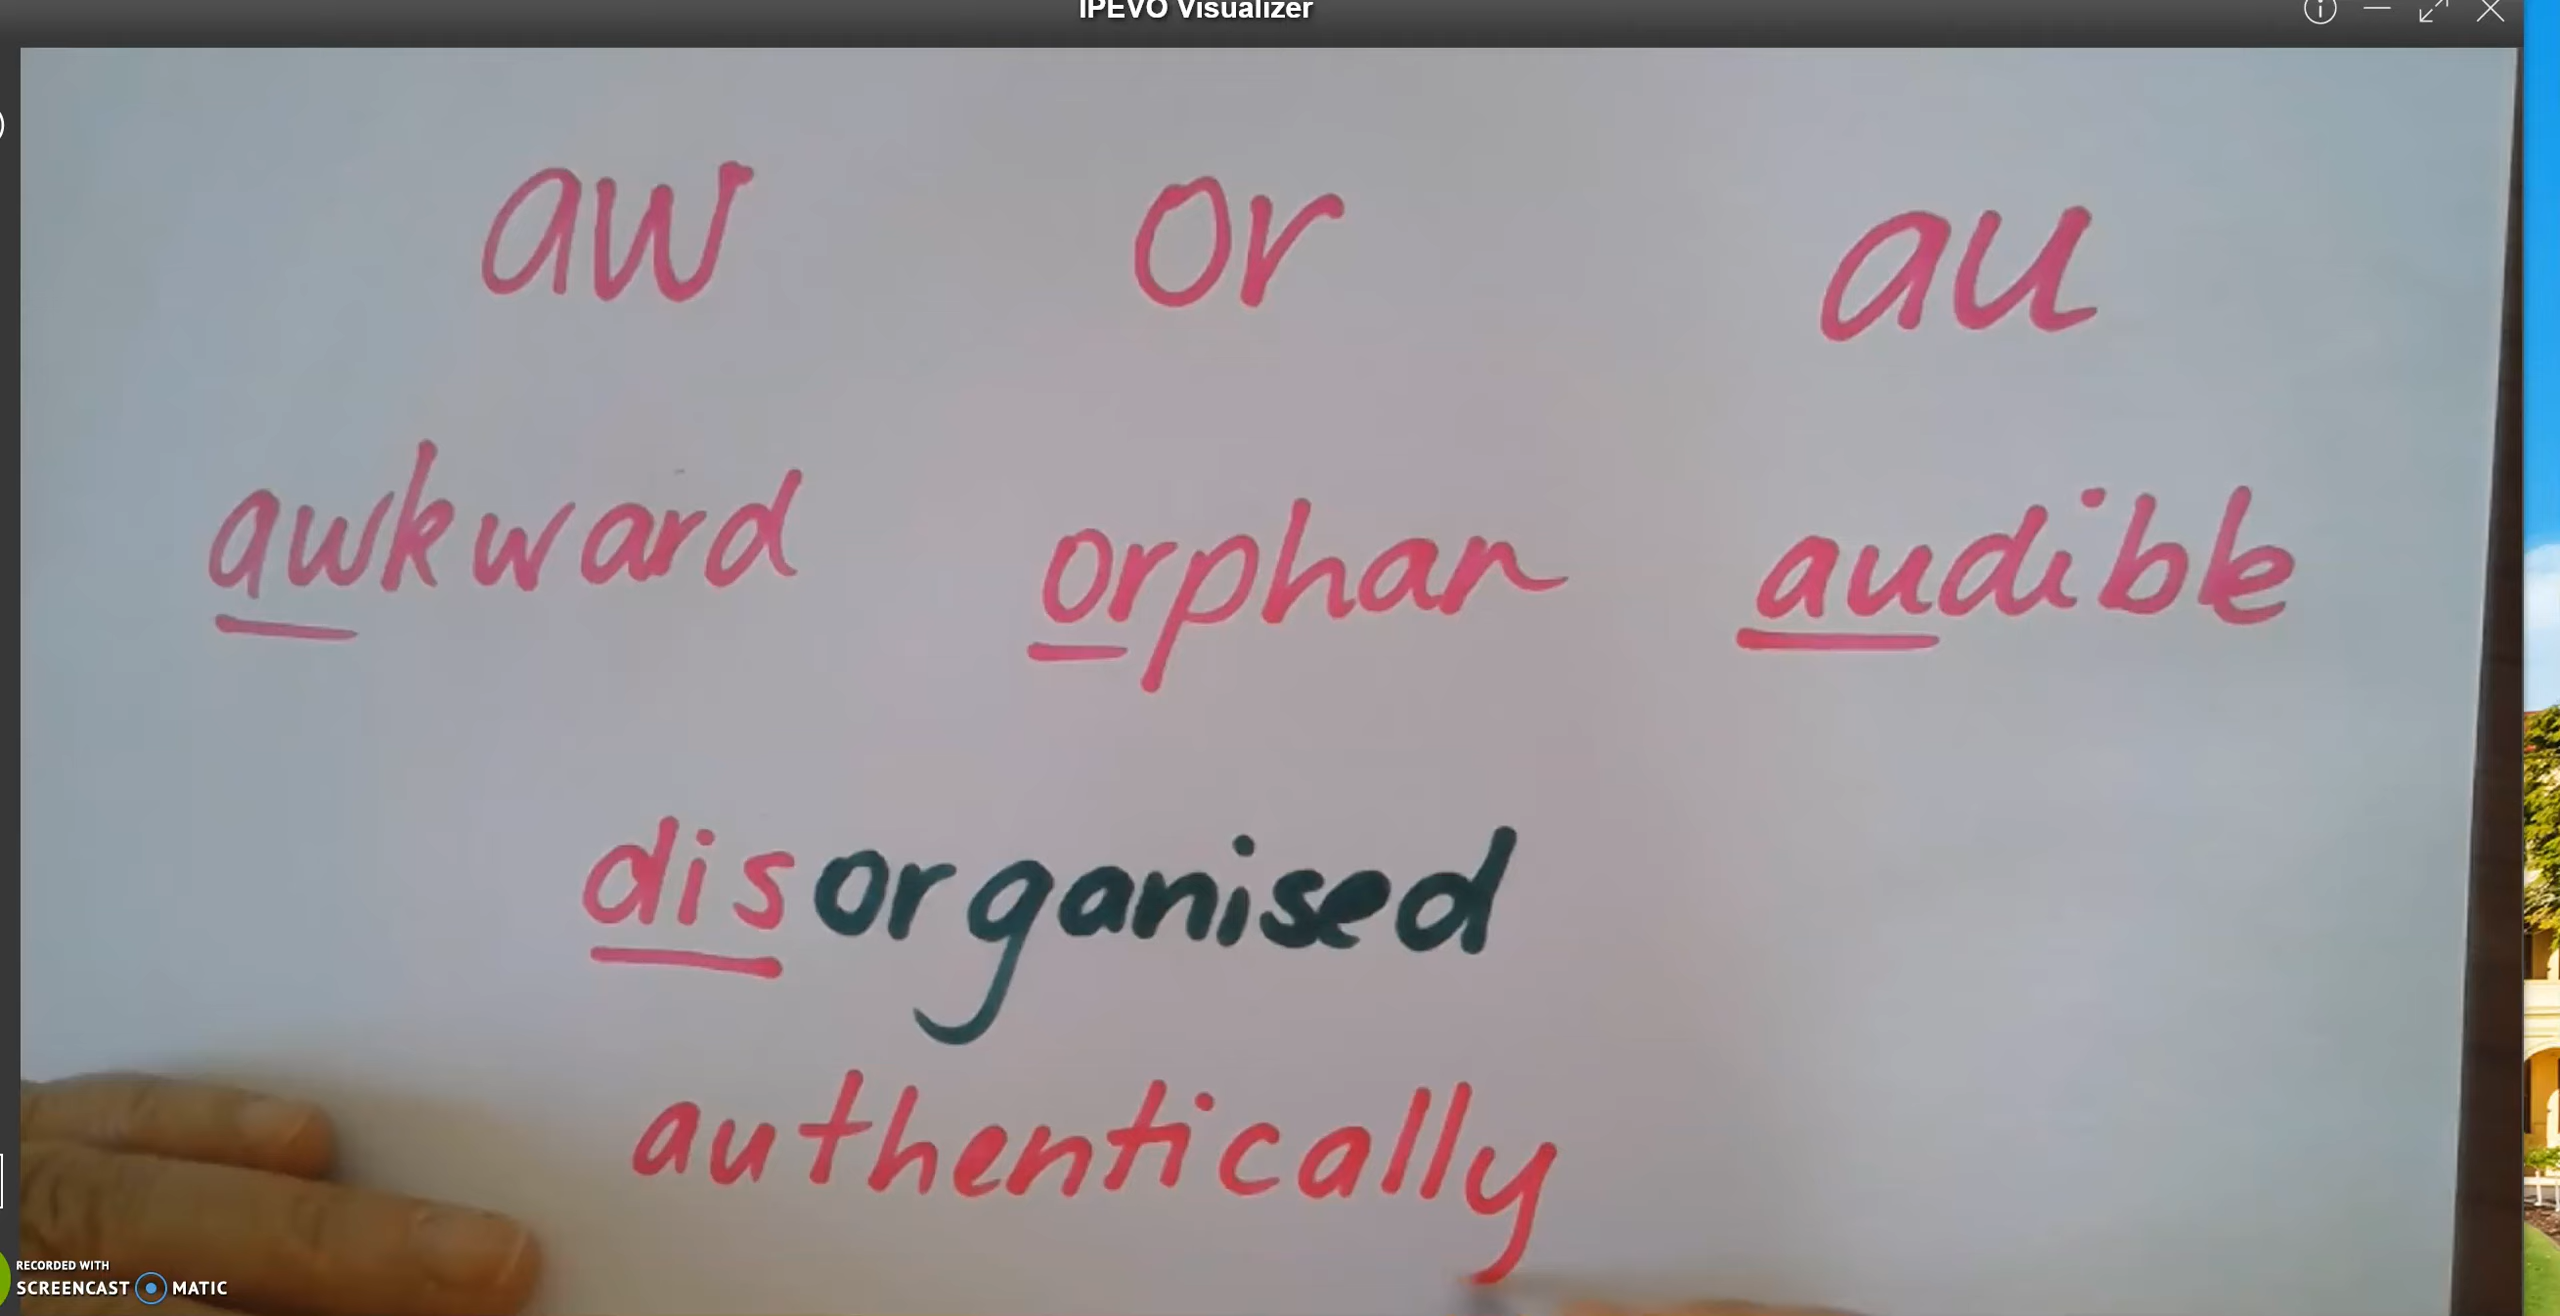 IPEVO Visualizer
aw or au
awkward orphan audible
disorganised
authentically
RECORDED WITH
SCREENCAST MATIC